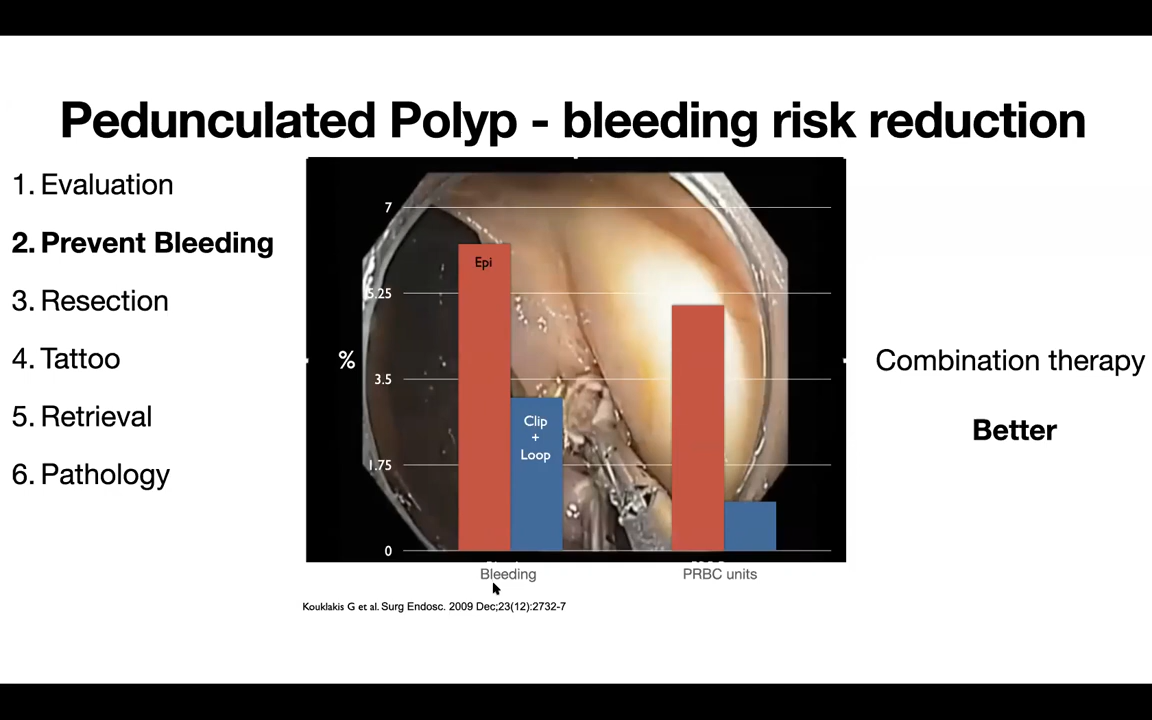 Pedunculated Polyp - bleeding risk reduction
1. Evaluation
2. Prevent Bleeding
3. Resection
4. Tattoo
5. Retrieval
6. Pathology
7
5.25
%
3.5
1.75
0
Epi
Clip
+
Loop
Bleeding
PRBC units
Kouklakis G et al. Surg Endosc. 2009 Dec;23(12):2732-7
Combination therapy
Better